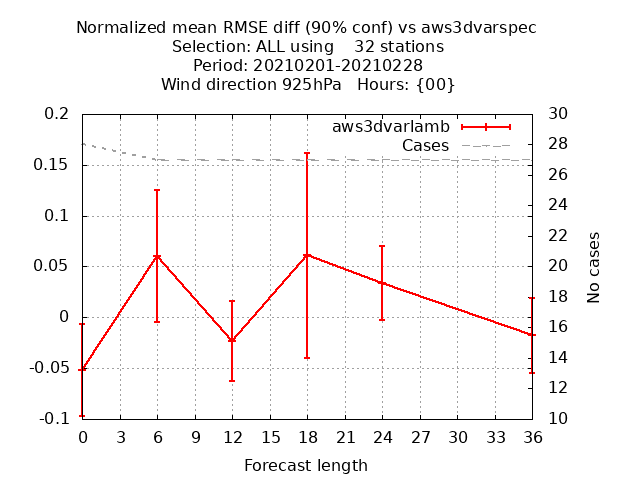 Normalized mean RMSE diff (90% conf) vs aws3dvarspec
Selection: ALL using    32 stations
Period: 20210201-20210228
Wind direction 925hPa   Hours: {00}
aws3dvarlamb
Cases
0.2
0.15
0.1
0.05
0
-0.05
-0.1
30
28
26
24
22
20
18
16
14
12
10
No cases
0 3 6 9 12 15 18 21 24 27 30 33 36
Forecast length